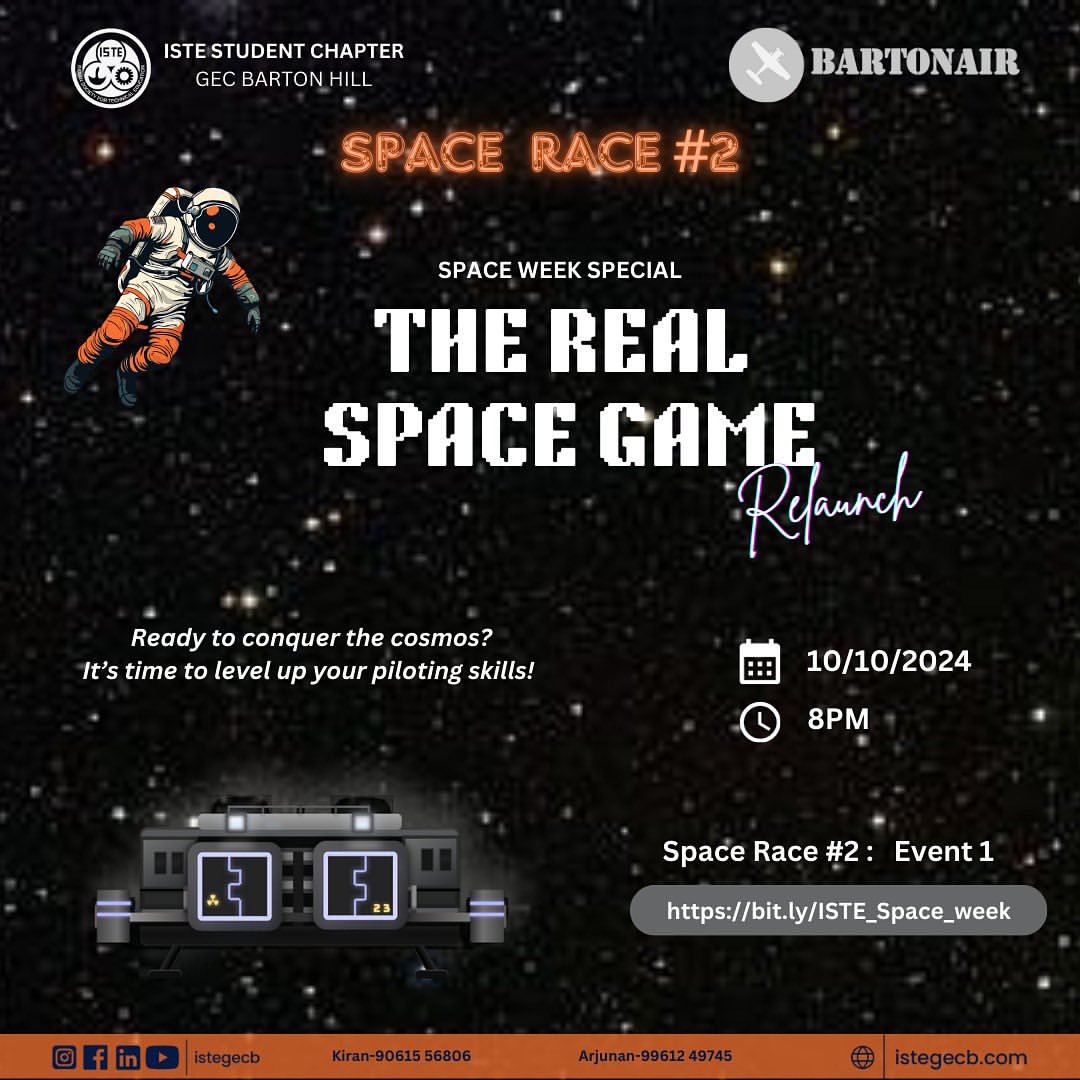 ISTE
ISTE STUDENT CHAPTER
GEC BARTON HILL
BARTONAIR
SPACE RACE #2
SPACE WEEK SPECIAL
THE REAL
SPACE GAME
Relaunch
Ready to conquer the cosmos?
It’s time to level up your piloting skills!
10/10/2024
8PM
23
Space Race #2 : Event 1
https://bit.ly/ISTE_Space_week
istegecb
Kiran-90615 56806
Arjunan-99612 49745
istegecb.com